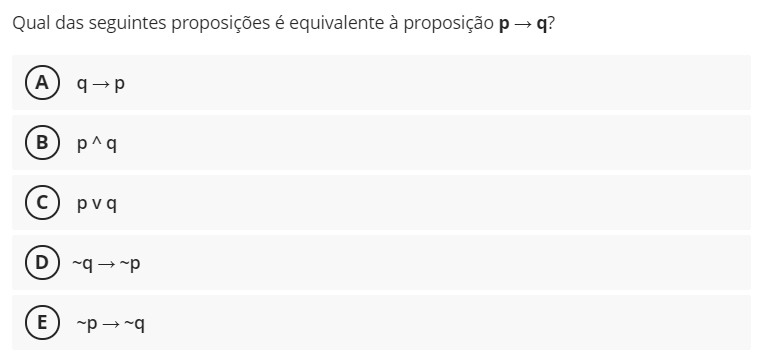 Qual das seguintes proposições é equivalente à proposição p → q?
A q → p
B p ^ q
C p v q
D ~q → ~p
E ~p → ~q